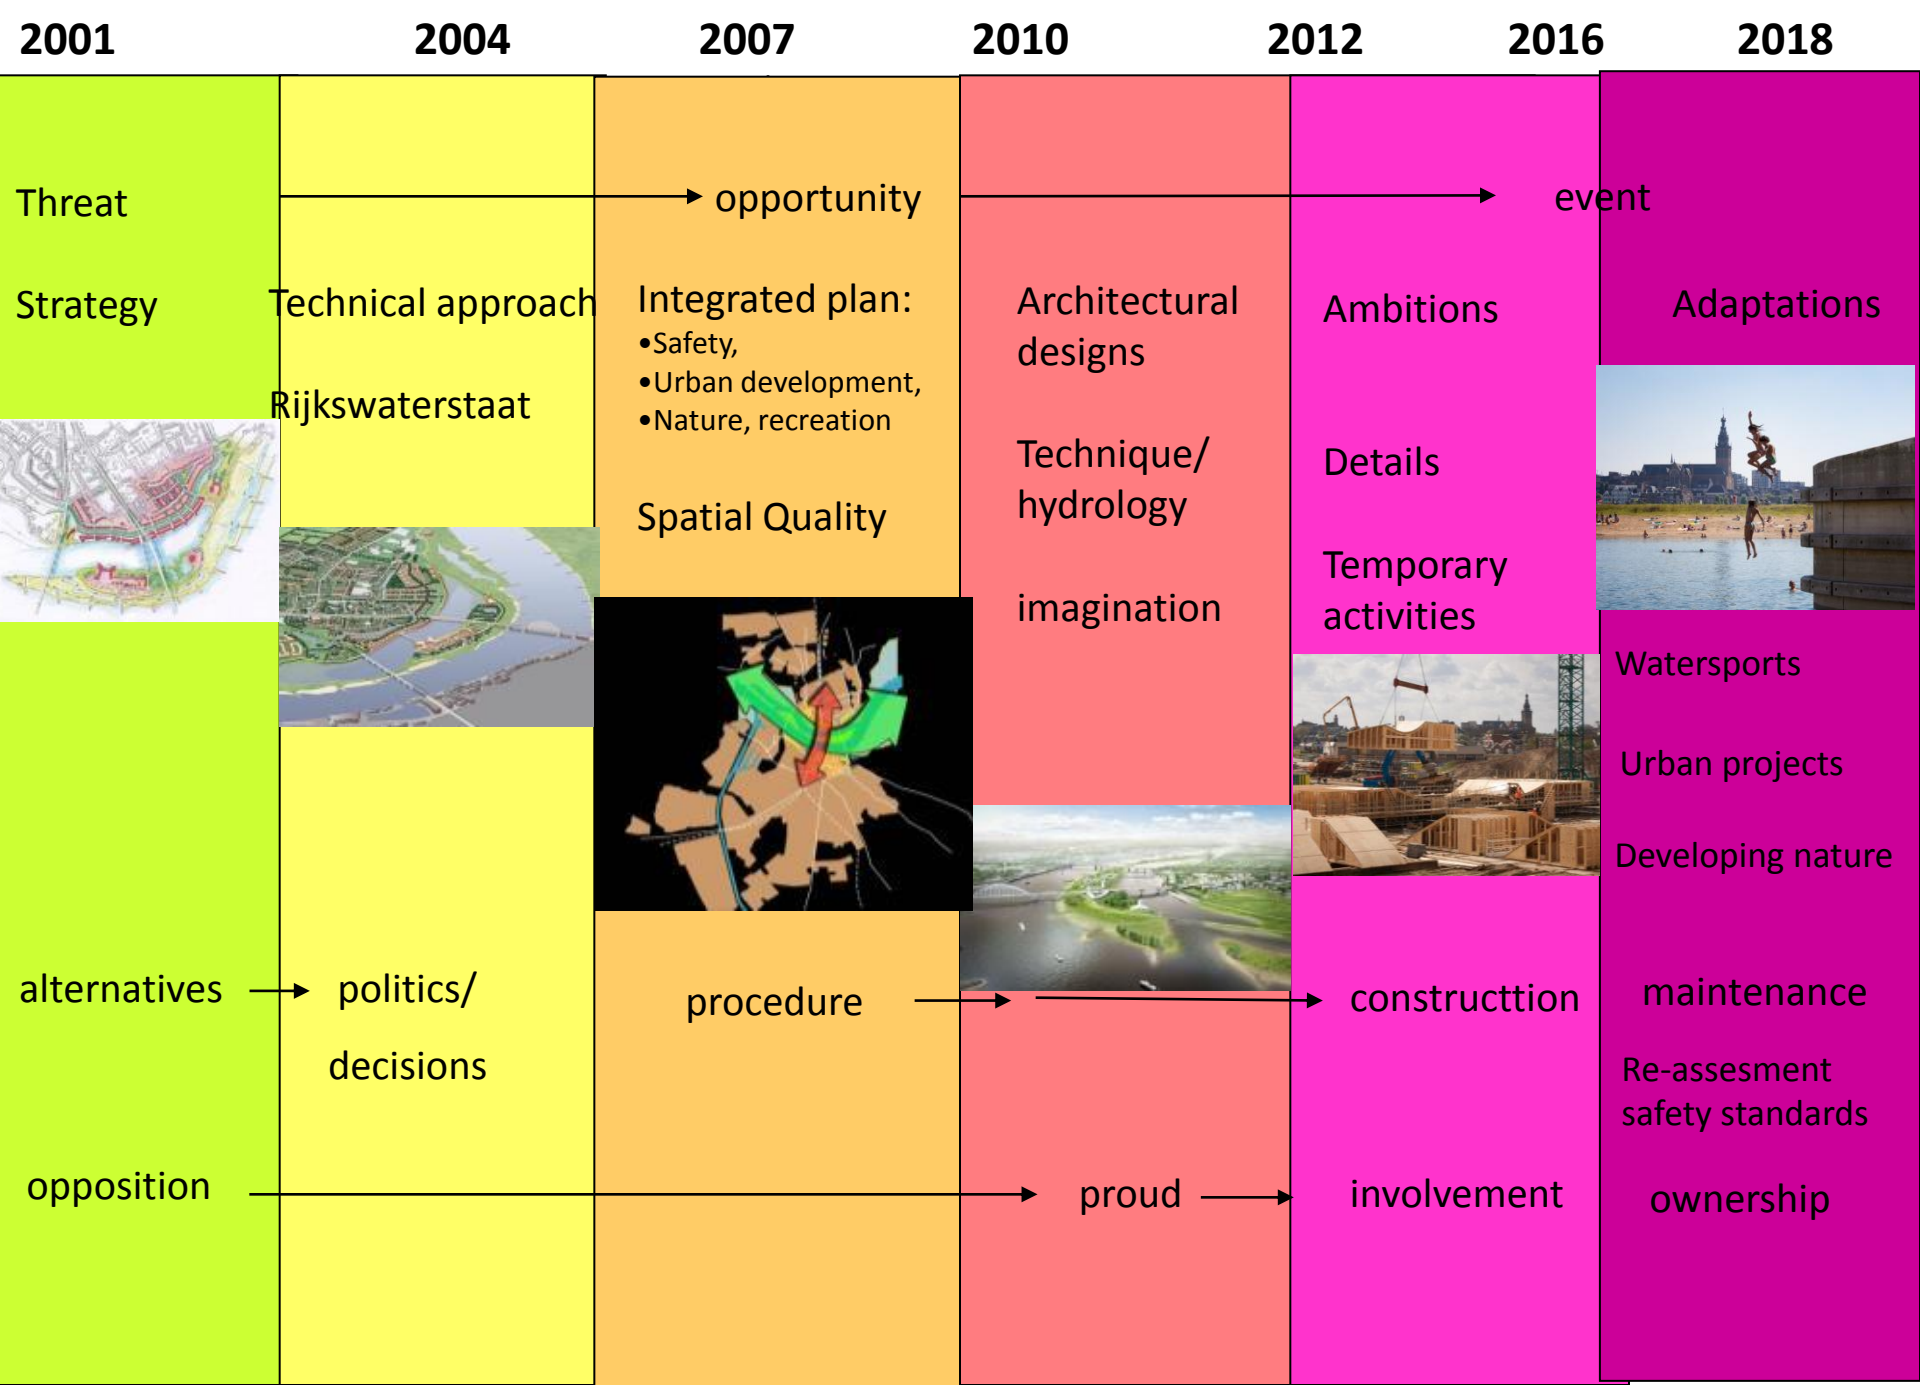 2001
2004
2007
2010
2012
2016
2018
Threat
opportunity
event
Strategy
Technical approach
Rijkswaterstaat
Integrated plan:
•Safety,
•Urban development,
•Nature, recreation
Spatial Quality
Architectural
designs
Technique/
hydrology
imagination
Ambitions
Details
Temporary
activities
Adaptations
Watersports
Urban projects
Developing nature
alternatives
politics/
decisions
procedure
constructtion
maintenance
Re-assesment
safety standards
opposition
proud
involvement
ownership